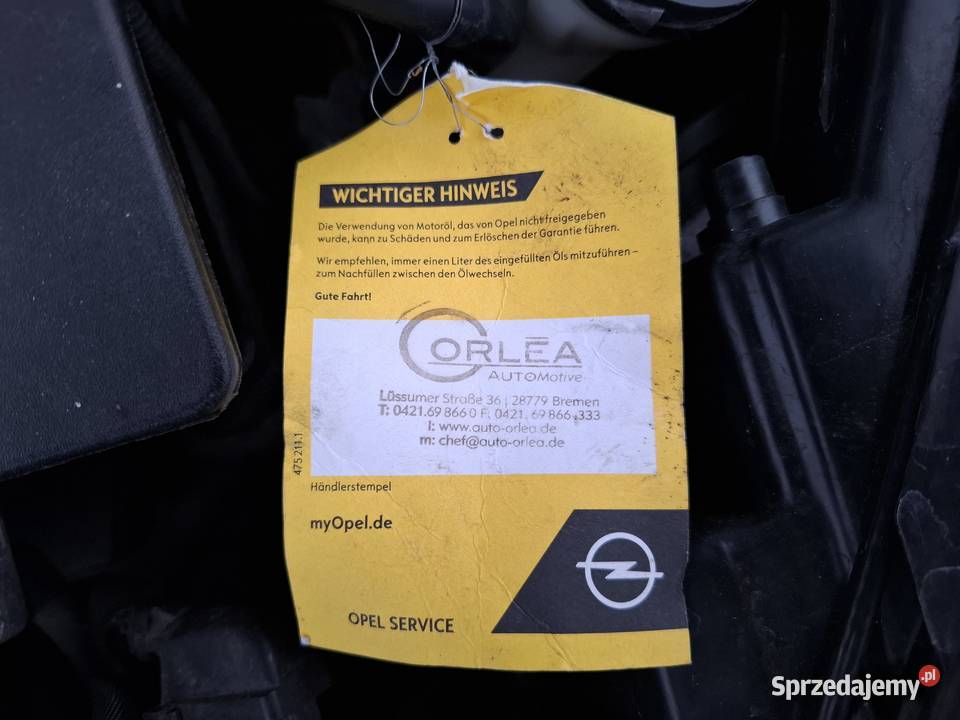 WICHTIGER HINWEIS
Die Verwendung von Motoröl, das von Opel nicht freigegeben
wurde, kann zu Schäden und zum Erlöschen der Garantie führen.
Wir empfehlen, immer einen Liter des eingefüllten Öls mitzuführen –
zum Nachfüllen zwischen den Ölwechseln.
Gute Fahrt!
ORLĒA
AUTOMotive
Lüssumer Straße 36 | 28779 Bremen
T: 0421.69 866 0 F: 0421.69 866.333
I: www.auto-orlea.de
m: chef@auto-orlea.de
475 211.1
Händlerstempel
myOpel.de
OPEL SERVICE
Sprzedajemy.pl